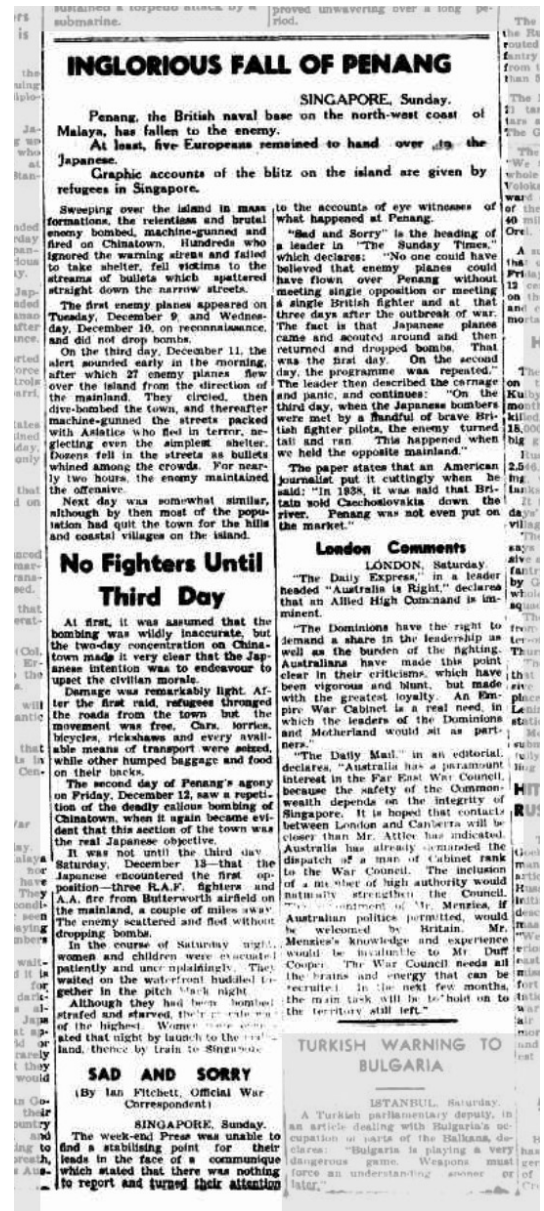 INGLORIOUS FALL OF PENANG
SINGAPORE, Sunday.
Penang, the British naval base on the north-west coast of
Malaya, has fallen to the enemy.
At least, five Europeans remained to hand over to the
Japanese.
Graphic accounts of the blitz on the island are given by
refugees in Singapore.
Sweeping over the island in mass
formations, the relentless and brutal
enemy bombed, machine-gunned and
fired on Chinatown. Hundreds who
ignored the warning sirens and failed
to take shelter, fell victims to the
streams of bullets which spattered
straight down the narrow streets.
The first enemy planes appeared on
Tuesday, December 9, and Wednes-
day, December 10, on reconnaissance,
and did not drop bombs.
On the third day, December 11, the
alert sounded early in the morning,
after which 27 enemy planes flew
over the island from the direction of
the mainland. They circled, then
dive-bombed the town, and thereafter
machine-gunned the streets packed
with Asiatics who fled in terror, ne-
glecting even the simplest shelter.
Dozens fell in the streets as bullets
whined among the crowds. For near-
ly two hours, the enemy maintained
the offensive.
Next day was somewhat similar,
although by then most of the popu-
lation had quit the town for the hills
and coastal villages on the island.
No Fighters Until
Third Day
At first, it was assumed that the
bombing was wildly inaccurate, but
the two-day concentration on China-
town made it very clear that the Jap-
anese intention was to endeavour to
upset the civilian morale.
Damage was remarkably light. Af-
ter the first raid, refugees thronged
the roads from the town but the
movement was free. Cars, lorries,
bicycles, rickshaws and every avail-
able means of transport were seized,
while other humped baggage and food
on their backs.
The second day of Penang's agony
on Friday, December 12, saw a repeti-
tion of the deadly callous bombing of
Chinatown, when it again became evi-
dent that this section of the town was
the real Japanese objective.
It was not until the third day
Saturday, December 13—that the
Japanese encountered the first op-
position—three R.A.F. fighters and
A.A. fire from Butterworth airfield on
the mainland, a couple of miles away.
The enemy scattered and fled without
dropping bombs.
In the course of Saturday night,
women and children were evacuated
patiently and uncomplainingly. They
waited on the waterfront huddled to-
gether in the pitch black night.
Although they had been bombed
strafed and starved, their morale was
of the highest. Women were evacu-
ated that night by launch to the main-
land, thence by train to Singapore
SAD AND SORRY
(By Ian Fitchett, Official War
Correspondent)
SINGAPORE, Sunday.
The week-end Press was unable to
find a stabilising point for their
leads in the face of a communique
which stated that there was nothing
to report and turned their attention
to the accounts of eye witnesses of
what happened at Penang.
"Sad and Sorry" is the heading of
a leader in "The Sunday Times,"
which declares: "No one could have
believed that enemy planes could
have flown over Penang without
meeting single opposition or meeting
a single British fighter and at that
three days after the outbreak of war.
The fact is that Japanese planes
came and scouted around and then
returned and dropped bombs. That
was the first day. On the second
day, the programme was repeated."
The leader then described the carnage
and panic, and continues: "On the
third day, when the Japanese bombers
were met by a handful of brave Bri-
tish fighter pilots, the enemy turned
tail and ran. This happened when
we held the opposite mainland."
The paper states that an American
journalist put it cuttingly when he
said: "In 1938, it was said that Bri-
tain sold Czechoslovakia down the
river. Penang was not even put on
the market."
London Comments
LONDON, Saturday.
"The Daily Express," in a leader
headed "Australia is Right," declares
that an Allied High Command is im-
minent.
"The Dominions have the right to
demand a share in the leadership as
well as the burden of the fighting.
Australians have made this point
clear in their criticisms, which have
been vigorous and blunt, but made
with the greatest loyalty. An Em-
pire War Cabinet is a real need, in
which the leaders of the Dominions
and Motherland would sit as part-
ners."
"The Daily Mail," in an editorial,
declares, "Australia has a paramount
interest in the Far East War Council,
because the safety of the Common-
wealth depends on the integrity of
Singapore. It is hoped that contacts
between London and Canberra will be
closer than Mr. Attlee has indicated.
Australia has already demanded the
dispatch of a man of Cabinet rank
to the War Council. The inclusion
of a member of high authority would
naturally strengthen the Council.
appointment of Mr. Menzies, if
Australian politics permitted, would
be welcomed by Britain. Mr.
Menzies's knowledge and experience
would be invaluable to Mr Duff
Cooper. The War Council needs all
the brains and energy that can be
recruited. In the next few months,
the main task will be to hold on to
the territory still left."
TURKISH WARNING TO
BULGARIA
ISTANBUL, Saturday.
A Turkish parliamentary deputy, in
an article dealing with Bulgaria's oc-
cupation of parts of the Balkans, de-
clares: "Bulgaria is playing a very
dangerous game. Weapons must
force an understanding sooner or
later."